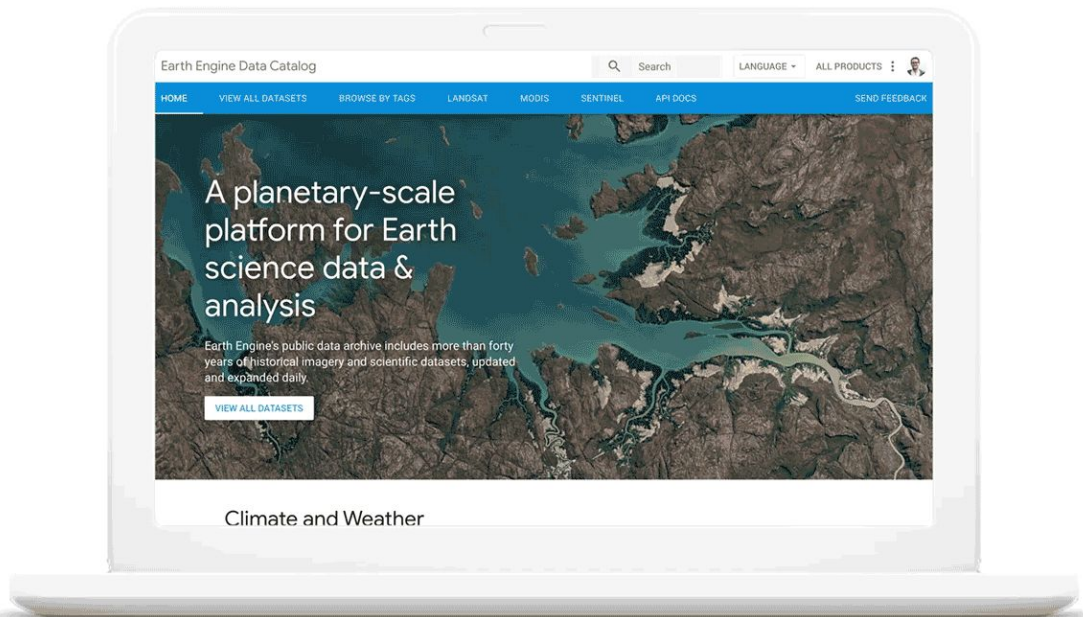 Earth Engine Data Catalog
Search
LANGUAGE
ALL PRODUCTS
HOME
VIEW ALL DATASETS
BROWSE BY TAGS
LANDSAT
MODIS
SENTINEL
API DOCS
SEND FEEDBACK
A planetary-scale
platform for Earth
science data &
analysis
Earth Engine's public data archive includes more than forty
years of historical imagery and scientific datasets, updated
and expanded daily.
VIEW ALL DATASETS
Climate and Weather